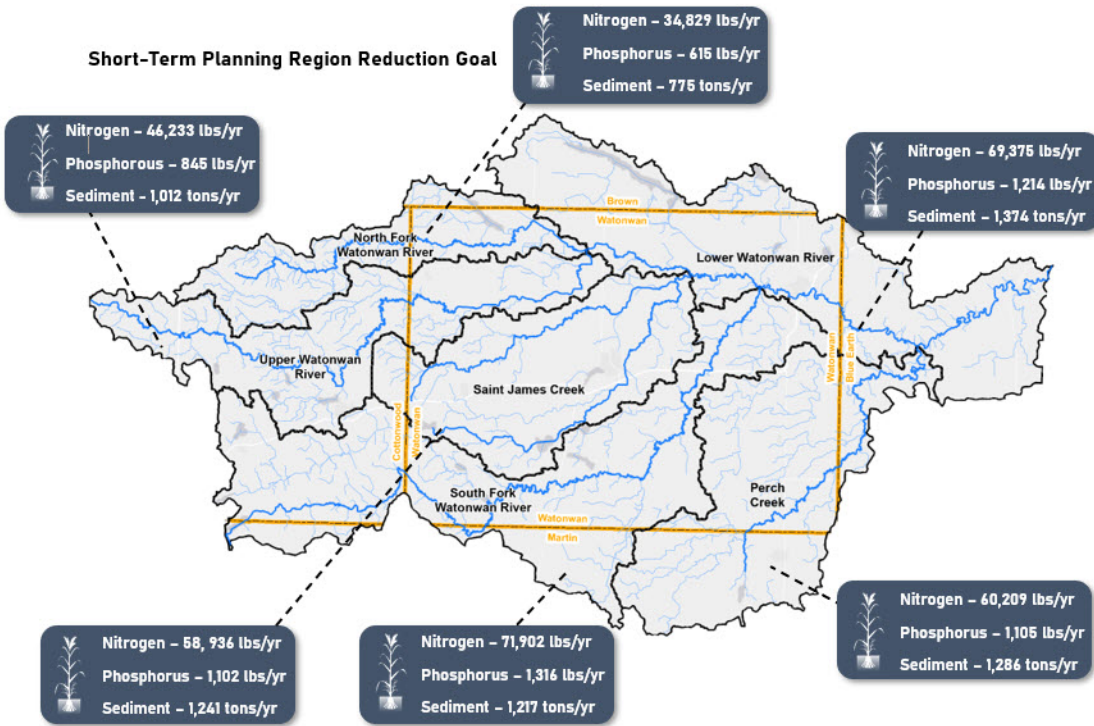 Short-Term Planning Region Reduction Goal
Nitrogen – 34,829 lbs/yr
Phosphorus – 615 lbs/yr
Sediment – 775 tons/yr
Nitrogen – 46,233 lbs/yr
Phosphorous – 845 lbs/yr
Sediment – 1,012 tons/yr
Nitrogen – 69,375 lbs/yr
Phosphorus – 1,214 lbs/yr
Sediment – 1,374 tons/yr
Brown
Watonwan
North Fork
Watonwan River
Lower Watonwan River
Upper Watonwan
River
Saint James Creek
Watonwan
Blue Earth
Cottonwood
Watonwan
South Fork
Watonwan River
Perch
Creek
Watonwan
Martin
Nitrogen – 58, 936 lbs/yr
Phosphorus – 1,102 lbs/yr
Sediment – 1,241 tons/yr
Nitrogen – 71,902 lbs/yr
Phosphorus – 1,316 lbs/yr
Sediment – 1,217 tons/yr
Nitrogen – 60,209 lbs/yr
Phosphorus – 1,105 lbs/yr
Sediment – 1,286 tons/yr